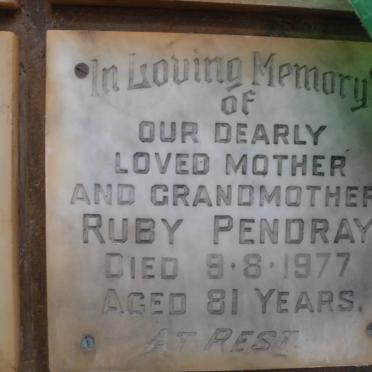 In Loving Memory
of
OUR DEARLY
LOVED MOTHER
AND GRANDMOTHER
RUBY PENDRAY
DIED 9·8·1977
AGED 81 YEARS.
AT REST.